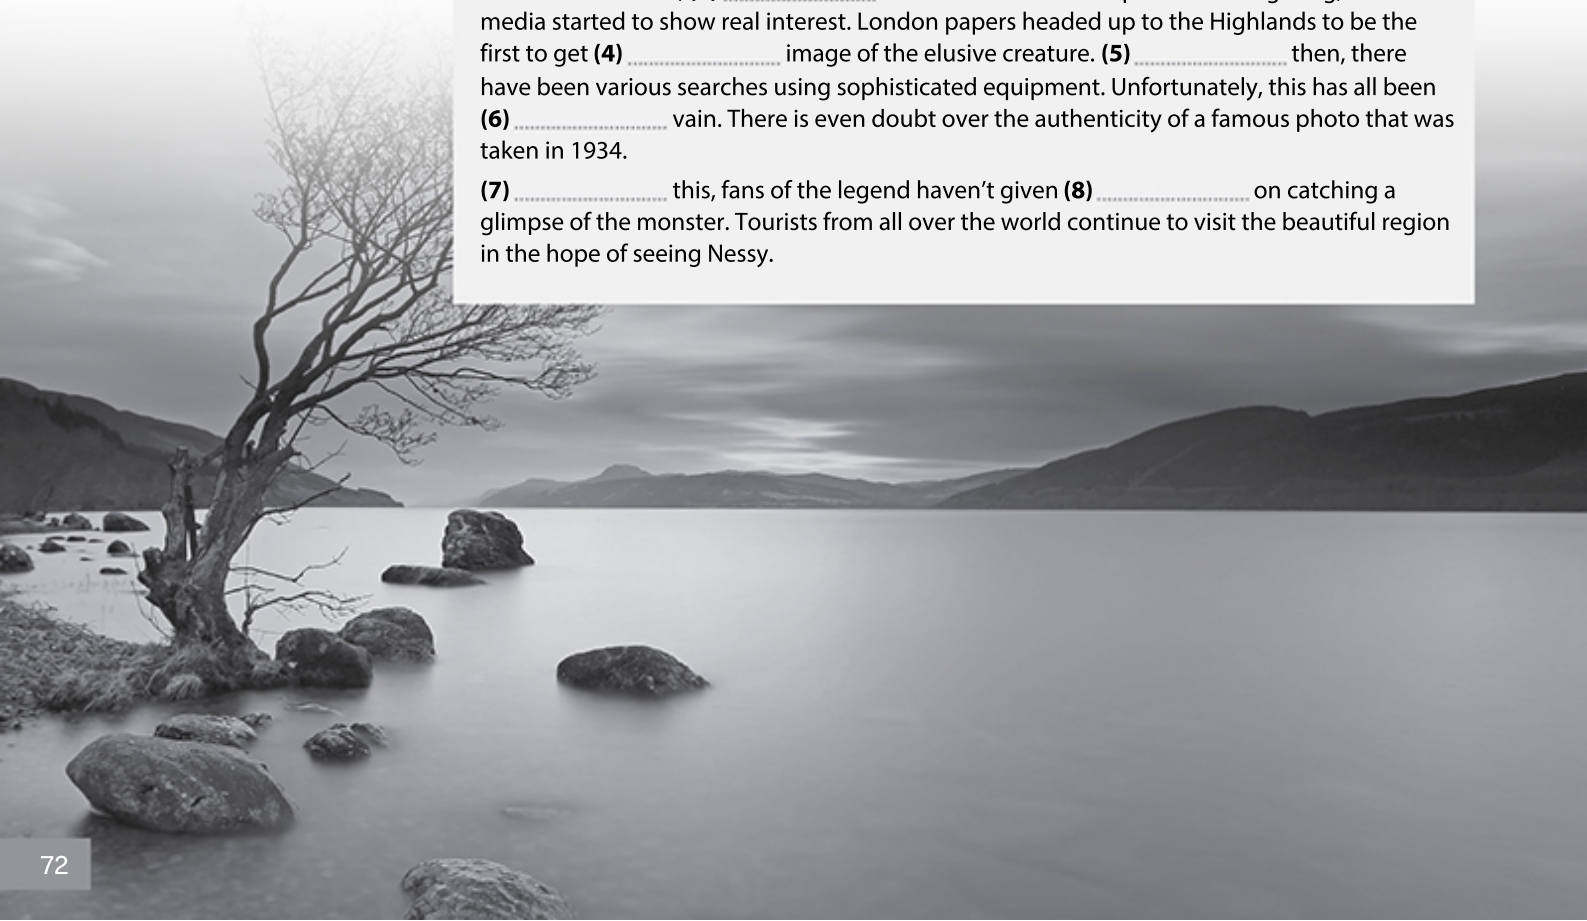 media started to show real interest. London papers headed up to the Highlands to be the
first to get (4) ........................ image of the elusive creature. (5) ........................ then, there
have been various searches using sophisticated equipment. Unfortunately, this has all been
(6) ........................ vain. There is even doubt over the authenticity of a famous photo that was
taken in 1934.
(7) ........................ this, fans of the legend haven't given (8) ........................ on catching a
glimpse of the monster. Tourists from all over the world continue to visit the beautiful region
in the hope of seeing Nessy.
72